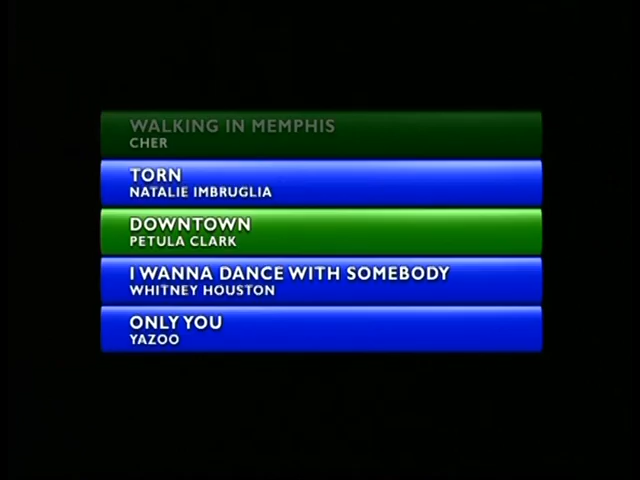 WALKING IN MEMPHIS
CHER
TORN
NATALIE IMBRUGLIA
DOWNTOWN
PETULA CLARK
I WANNA DANCE WITH SOMEBODY
WHITNEY HOUSTON
ONLY YOU
YAZOO